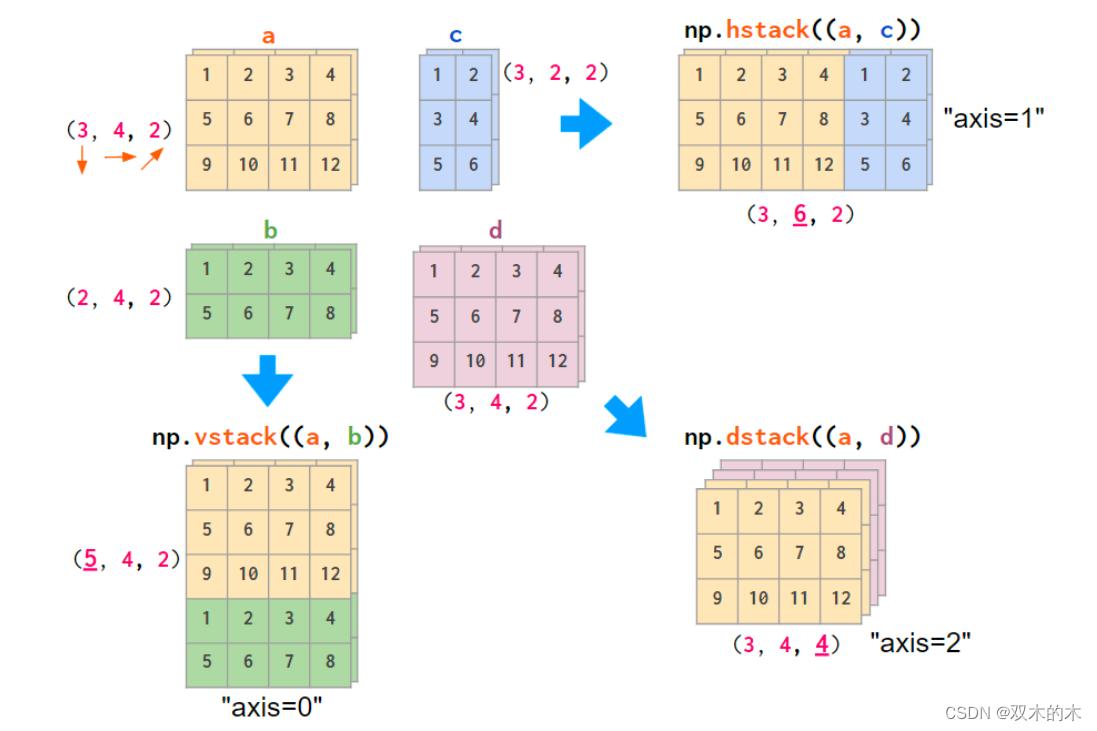 a
1 2 3 4
5 6 7 8
9 10 11 12
(3, 4, 2)
c
1 2
3 4
5 6
(3, 2, 2)
np.hstack((a, c))
1 2 3 4 1 2
5 6 7 8 3 4
9 10 11 12 5 6
"axis=1"
(3, 6, 2)
b
1 2 3 4
5 6 7 8
(2, 4, 2)
d
1 2 3 4
5 6 7 8
9 10 11 12
(3, 4, 2)
np.vstack((a, b))
1 2 3 4
5 6 7 8
9 10 11 12
1 2 3 4
5 6 7 8
(5, 4, 2)
"axis=0"
np.dstack((a, d))
1 2 3 4
5 6 7 8
9 10 11 12
(3, 4, 4)
"axis=2"
CSDN @双木的木